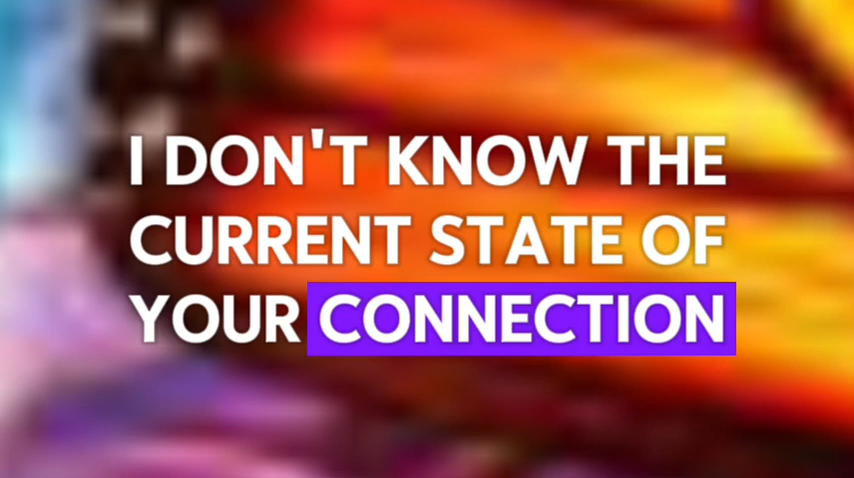 I DON'T KNOW THE
CURRENT STATE OF
YOUR CONNECTION